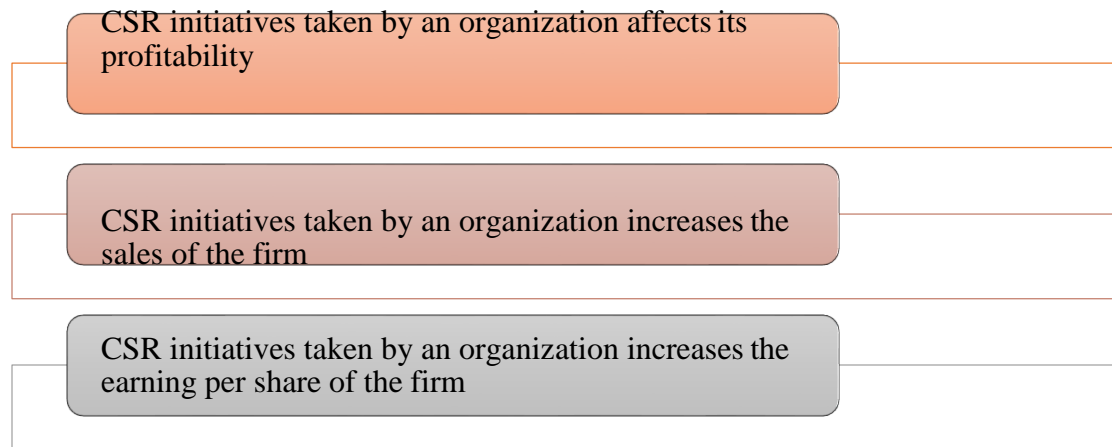 CSR initiatives taken by an organization affects its
profitability
CSR initiatives taken by an organization increases the
sales of the firm
CSR initiatives taken by an organization increases the
earning per share of the firm